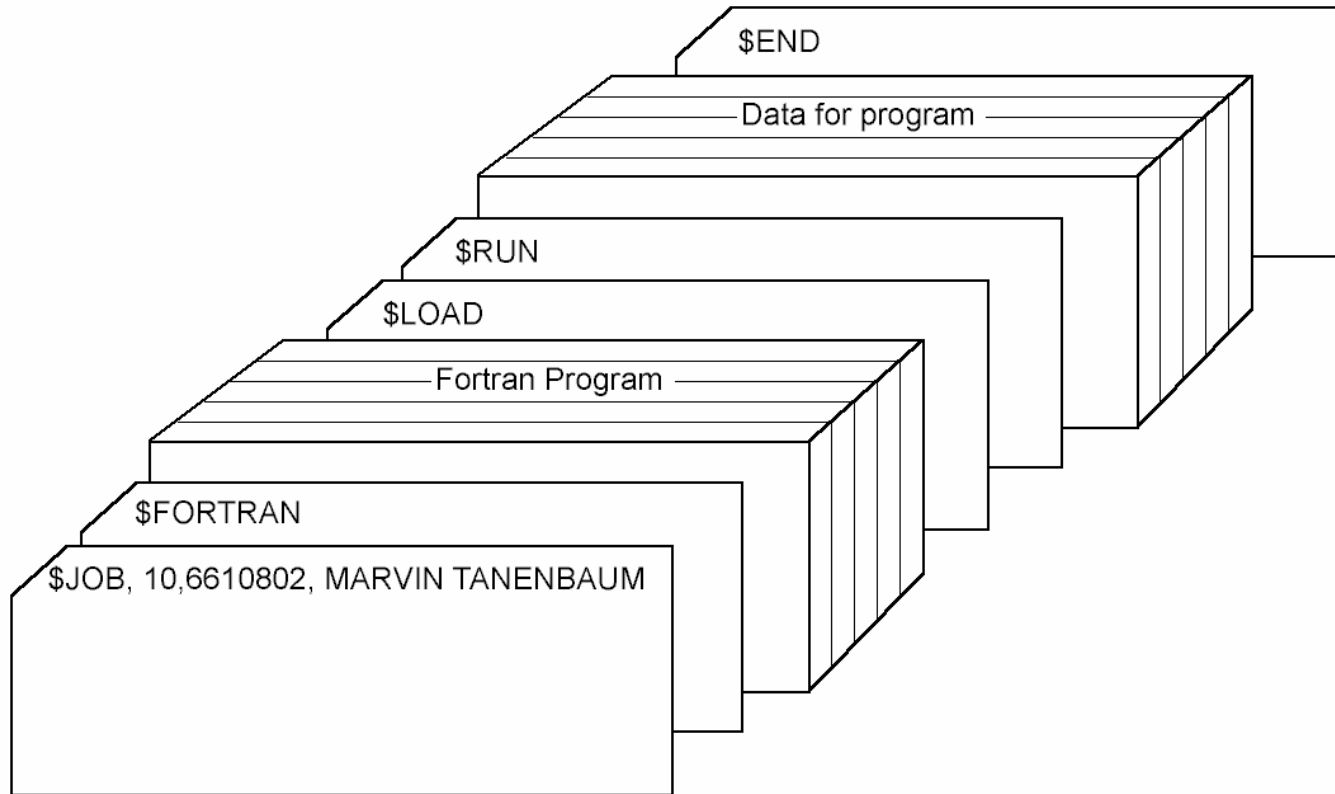 $END
Data for program
$RUN
$LOAD
Fortran Program
$FORTRAN
$JOB, 10,6610802, MARVIN TANENBAUM